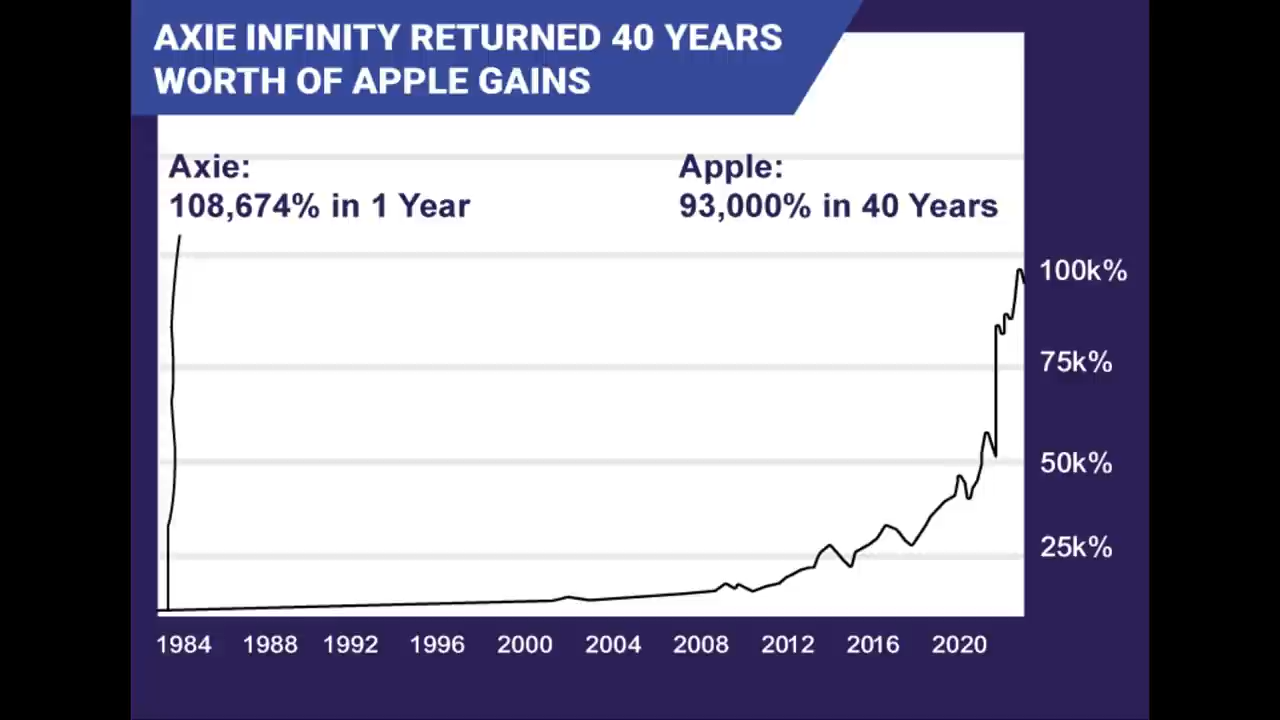 AXIE INFINITY RETURNED 40 YEARS
WORTH OF APPLE GAINS
Axie:
108,674% in 1 Year
Apple:
93,000% in 40 Years
100k%
75k%
50k%
25k%
1984 1988 1992 1996 2000 2004 2008 2012 2016 2020